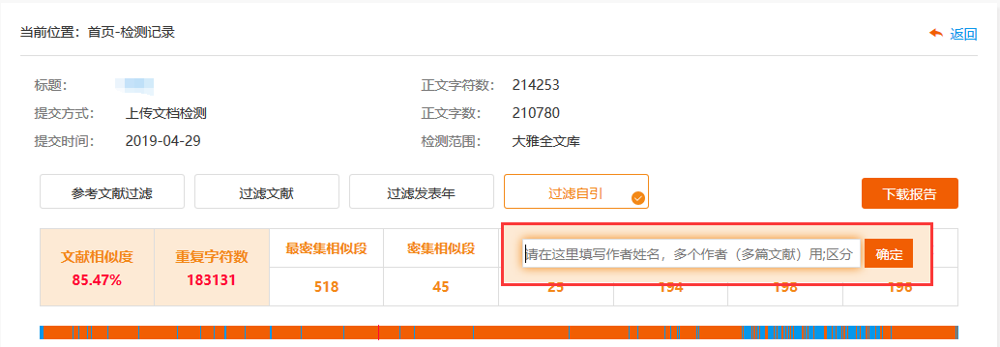 当前位置：首页-检测记录
返回
标题：
正文字符数：
214253
提交方式：
上传文档检测
正文字数：
210780
提交时间：
2019-04-29
检测范围：
大雅全文库
参考文献过滤
过滤文献
过滤发表年
过滤自引
下载报告
文献相似度
85.47%
重复字符数
183131
最密集相似段
密集相似段
请在这里填写作者姓名，多个作者（多篇文献）用;区分
确定
518
45
25
194
198
196